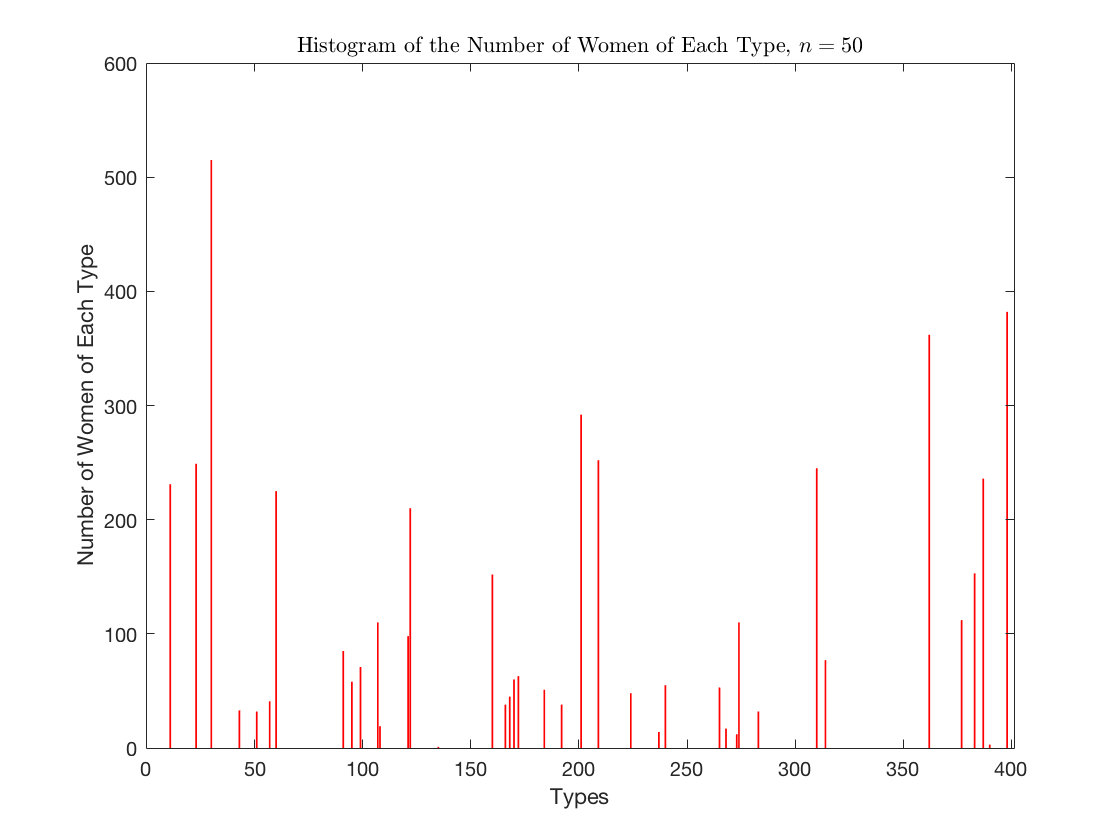 Histogram of the Number of Women of Each Type, n = 50
600
500
400
300
200
100
0
Number of Women of Each Type
0 50 100 150 200 250 300 350 400
Types